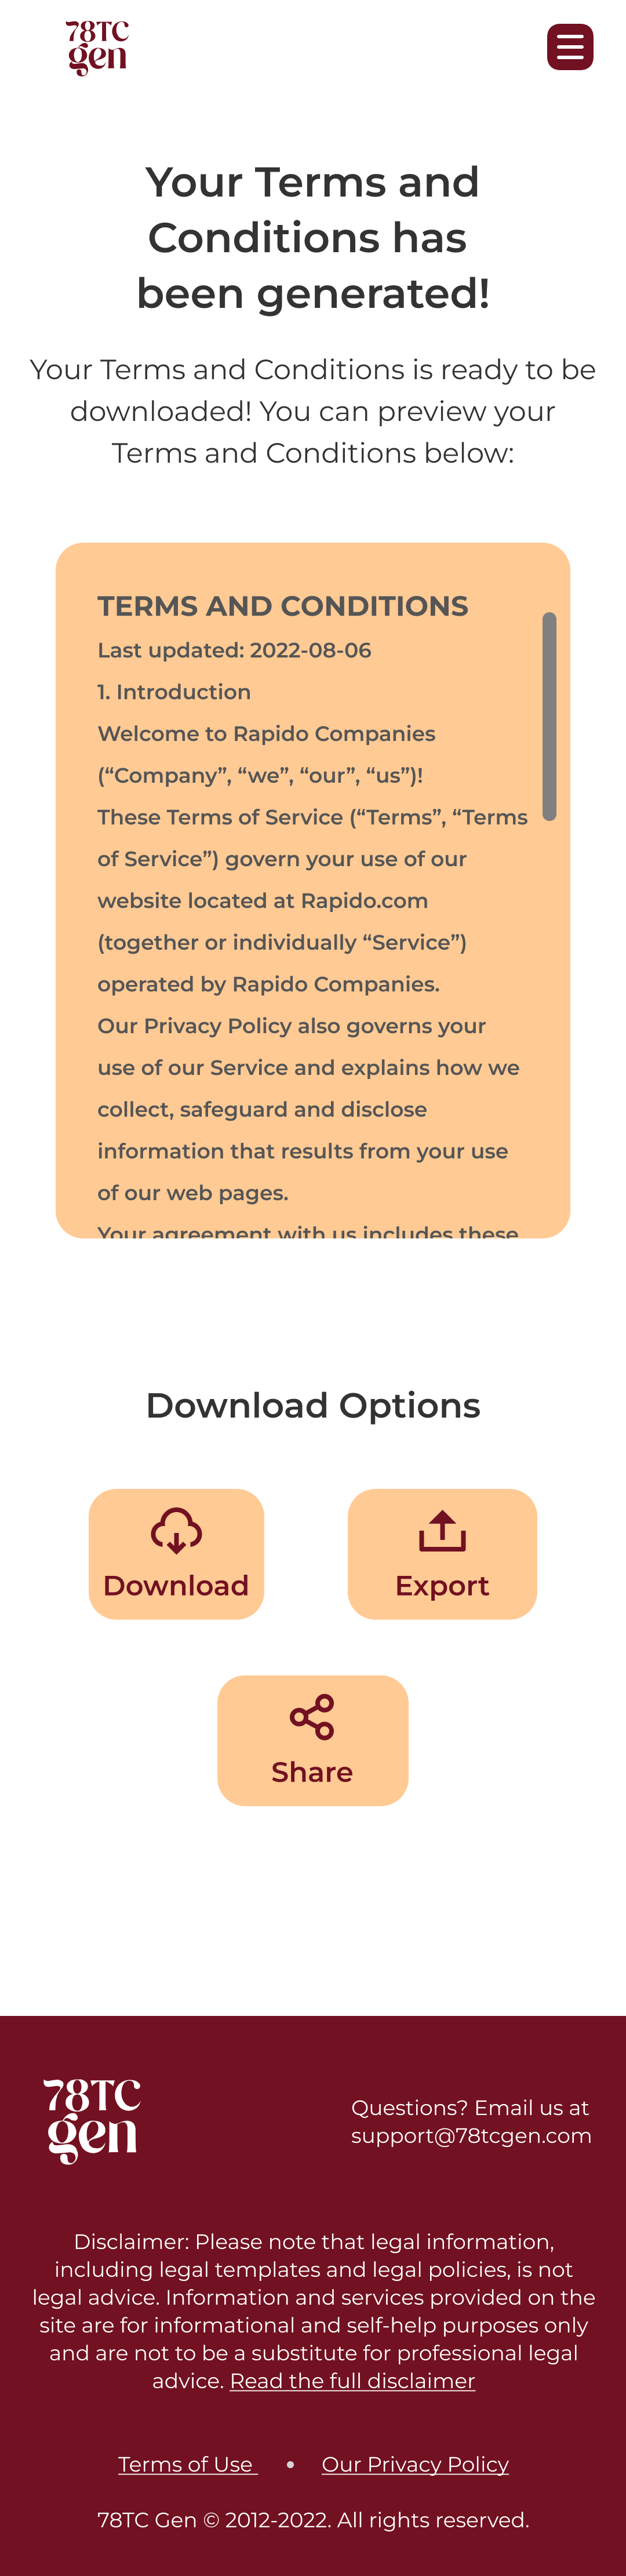 78TC
gen
Your Terms and
Conditions has
been generated!
Your Terms and Conditions is ready to be
downloaded! You can preview your
Terms and Conditions below:
TERMS AND CONDITIONS
Last updated: 2022-08-06
1. Introduction
Welcome to Rapido Companies
(“Company”, “we”, “our”, “us”)!
These Terms of Service (“Terms”, “Terms
of Service”) govern your use of our
website located at Rapido.com
(together or individually “Service”)
operated by Rapido Companies.
Our Privacy Policy also governs your
use of our Service and explains how we
collect, safeguard and disclose
information that results from your use
of our web pages.
Your agreement with us includes these
Download Options
Download
Export
Share
78TC
gen
Questions? Email us at
support@78tcgen.com
Disclaimer: Please note that legal information,
including legal templates and legal policies, is not
legal advice. Information and services provided on the
site are for informational and self-help purposes only
and are not to be a substitute for professional legal
advice. Read the full disclaimer
Terms of Use • Our Privacy Policy
78TC Gen © 2012-2022. All rights reserved.